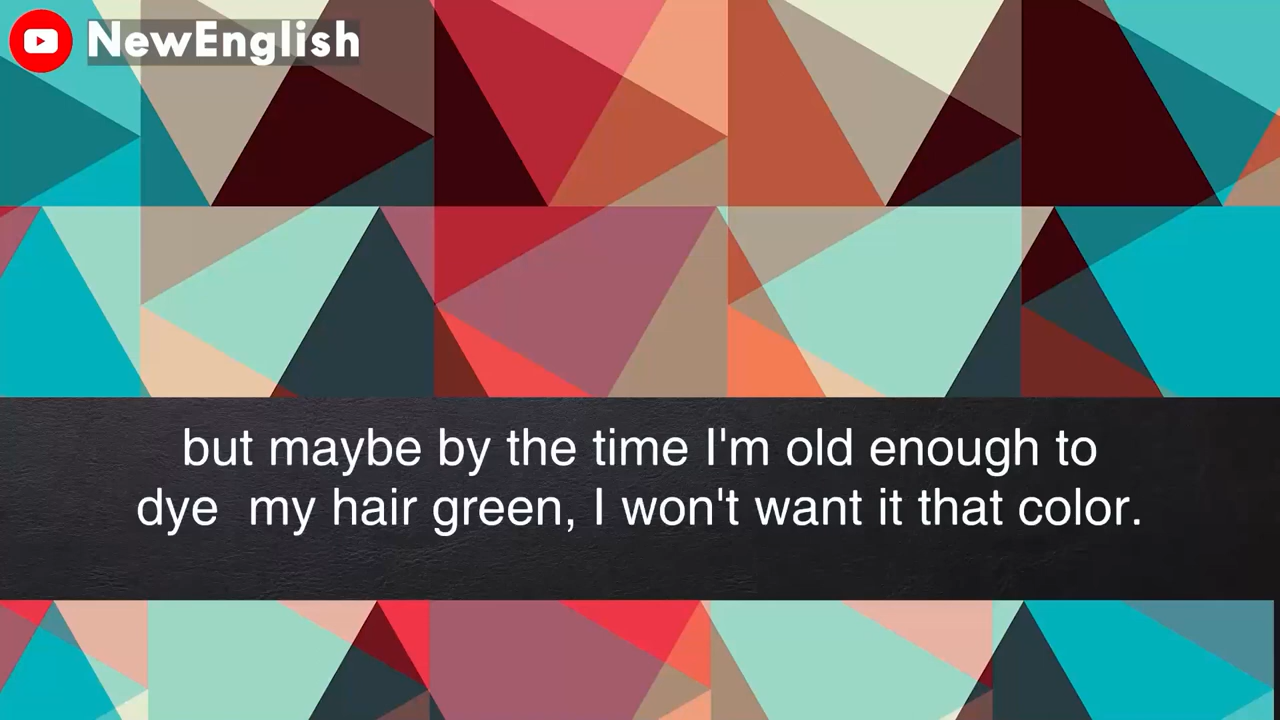 NewEnglish
but maybe by the time I'm old enough to
dye  my hair green, I won't want it that color.